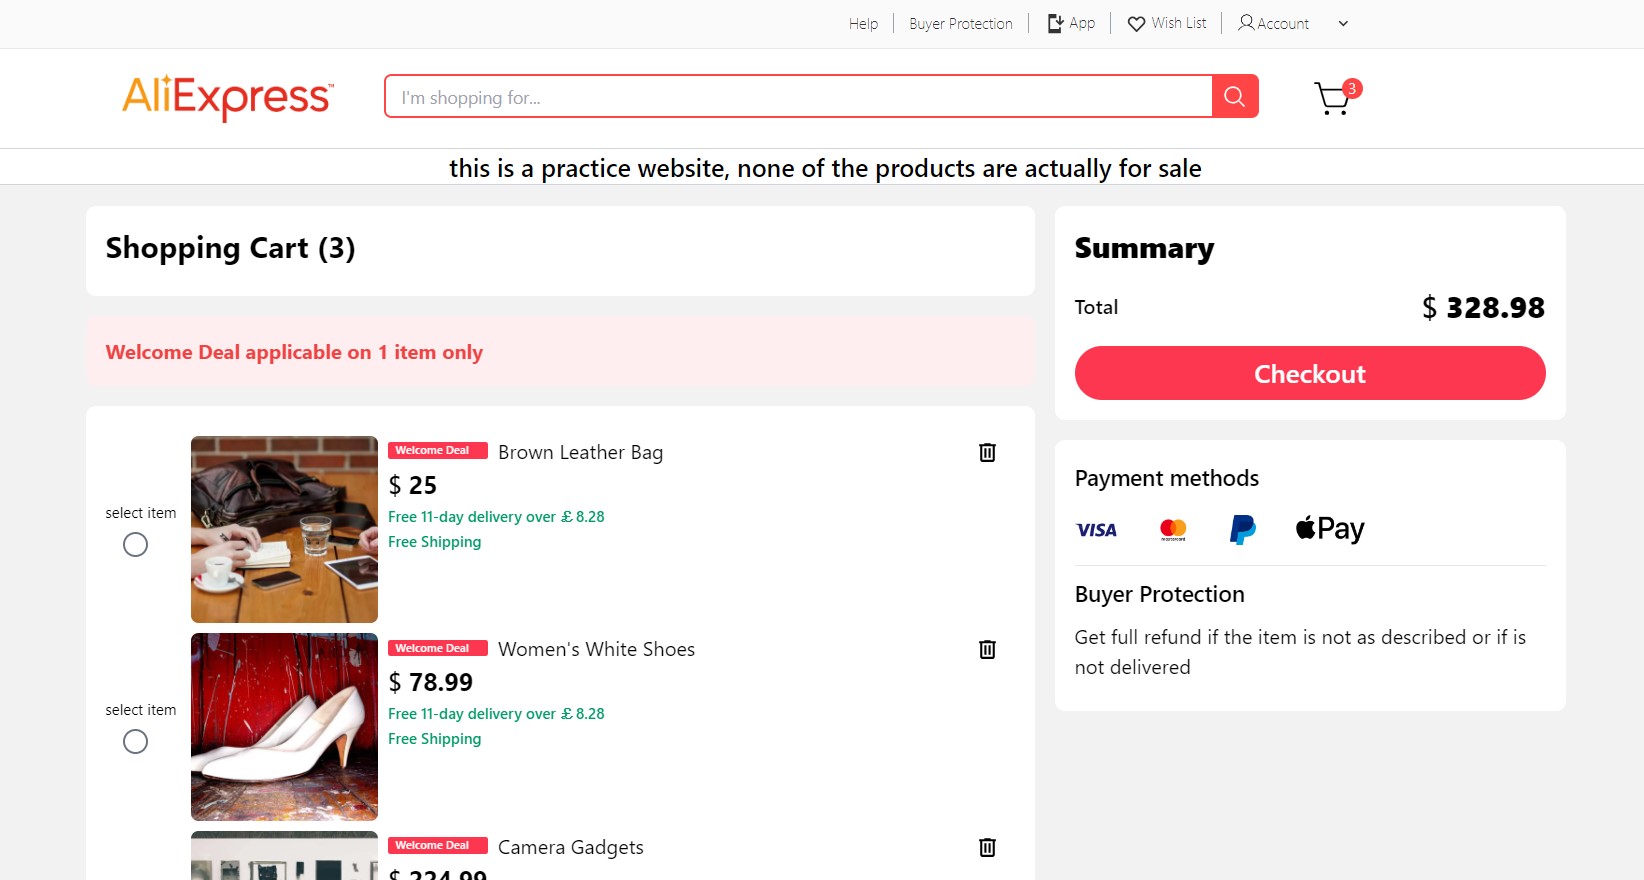 Help
Buyer Protection
App
Wish List
Account
AliExpress™
I'm shopping for...
3
this is a practice website, none of the products are actually for sale
Shopping Cart (3)
Welcome Deal applicable on 1 item only
select item
Welcome Deal
Brown Leather Bag
$ 25
Free 11-day delivery over £8.28
Free Shipping
select item
Welcome Deal
Women's White Shoes
$ 78.99
Free 11-day delivery over £8.28
Free Shipping
Welcome Deal
Camera Gadgets
$ 224.99
Summary
Total
$ 328.98
Checkout
Payment methods
VISA
mastercard
Pay
Buyer Protection
Get full refund if the item is not as described or if is
not delivered